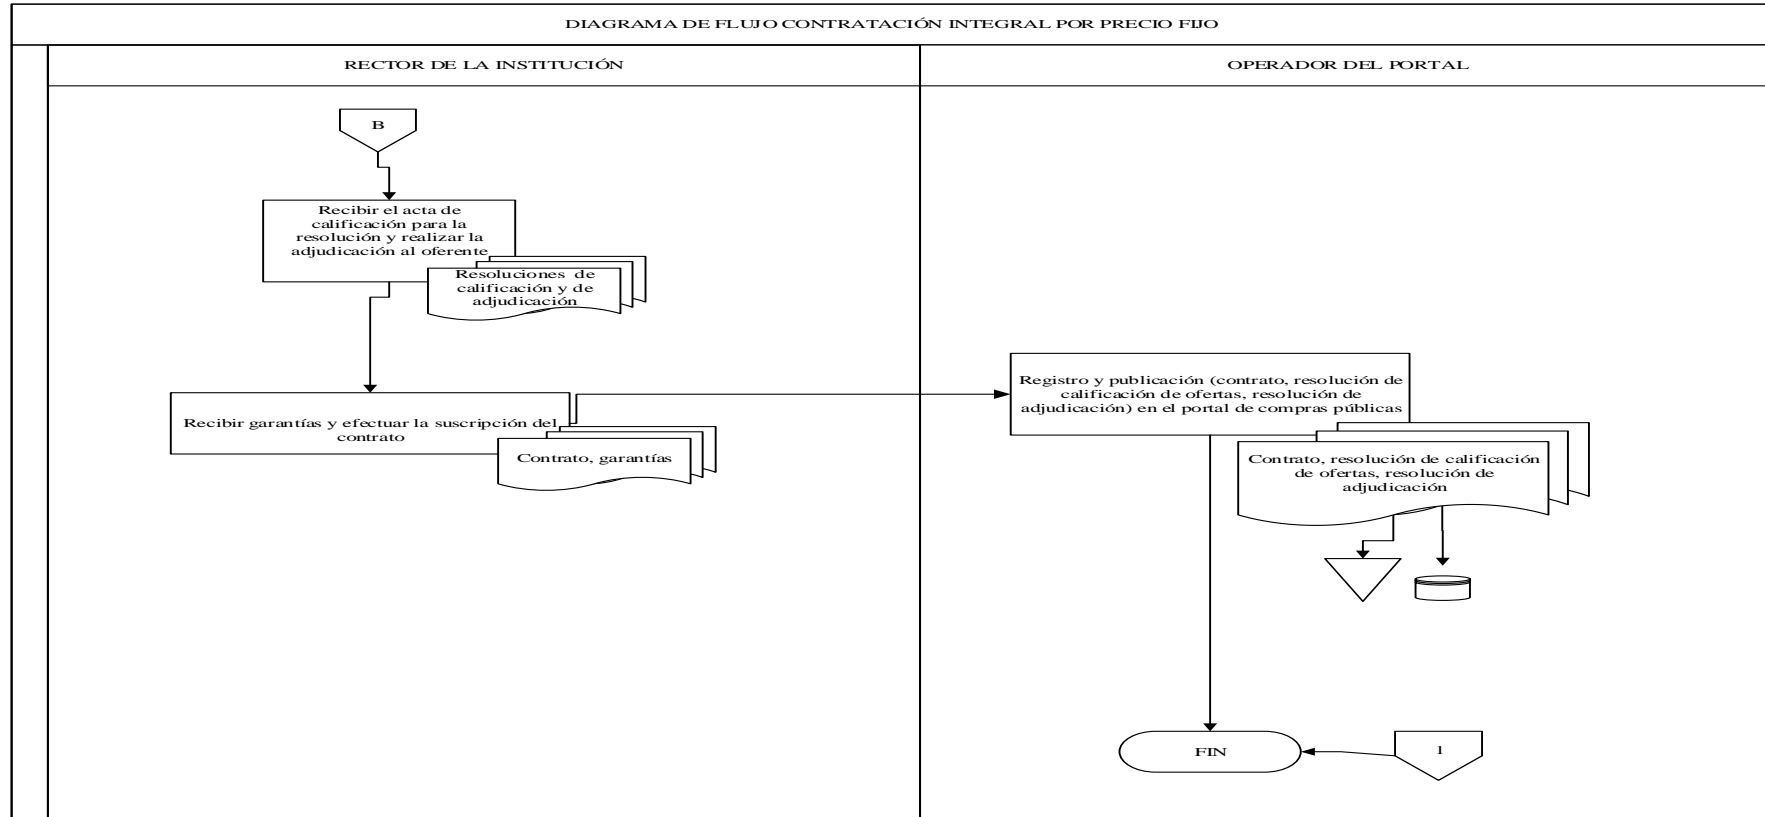 DIAGRAMA DE FLUJO CONTRATACIÓN INTEGRAL POR PRECIO FIJO
RECTOR DE LA INSTITUCIÓN
OPERADOR DEL PORTAL
B
Recibir el acta de
calificación para la
resolución y realizar la
adjudicación al oferente
Resoluciones de
calificación y de
adjudicación
Recibir garantías y efectuar la suscripción del
contrato
Contrato, garantías
Registro y publicación (contrato, resolución de
calificación de ofertas, resolución de
adjudicación) en el portal de compras públicas
Contrato, resolución de calificación
de ofertas, resolución de
adjudicación
FIN
1